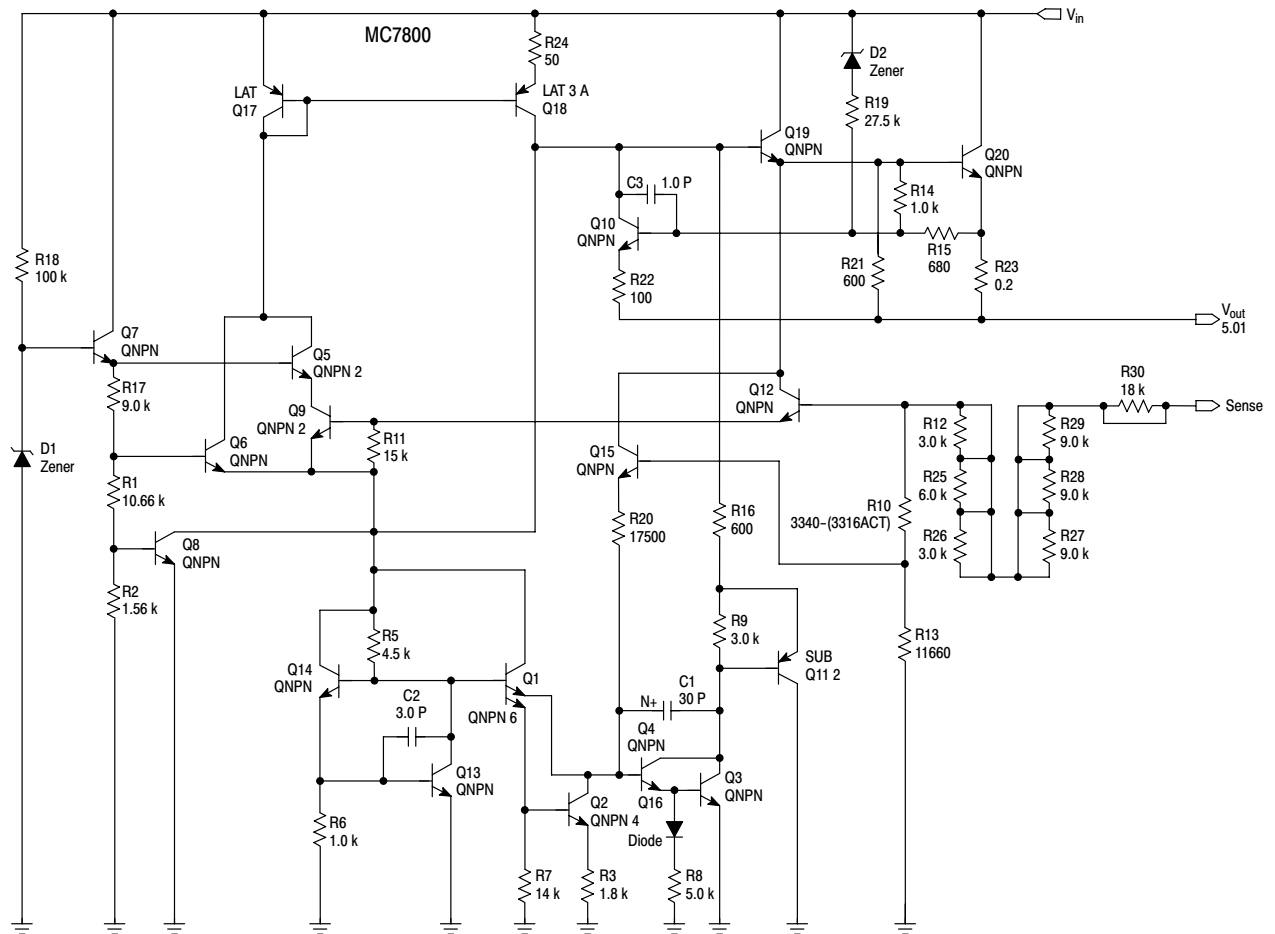 MC7800
Vin
R24
50
D2
Zener
LAT
Q17
LAT 3 A
Q18
R19
27.5 k
Q19
QNPN
Q20
QNPN
C3
1.0 P
R14
1.0 k
Q10
QNPN
R18
100 k
R15
680
R21
600
R23
0.2
R22
100
Vout
5.01
Q7
QNPN
Q5
QNPN 2
R17
9.0 k
R30
18 k
Q12
QNPN
Sense
Q9
QNPN 2
R12
3.0 k
R29
9.0 k
Q6
QNPN
R11
15 k
D1
Zener
Q15
QNPN
R1
10.66 k
R25
6.0 k
R28
9.0 k
R10
3340-(3316ACT)
R20
17500
R16
600
Q8
QNPN
R26
3.0 k
R27
9.0 k
R2
1.56 k
R9
3.0 k
R5
4.5 k
R13
11660
SUB
Q11 2
Q14
QNPN
Q1
QNPN 6
C1
30 P
N+
C2
3.0 P
Q4
QNPN
Q13
QNPN
Q3
QNPN
Q2
QNPN 4
Q16
Diode
R6
1.0 k
R7
14 k
R3
1.8 k
R8
5.0 k